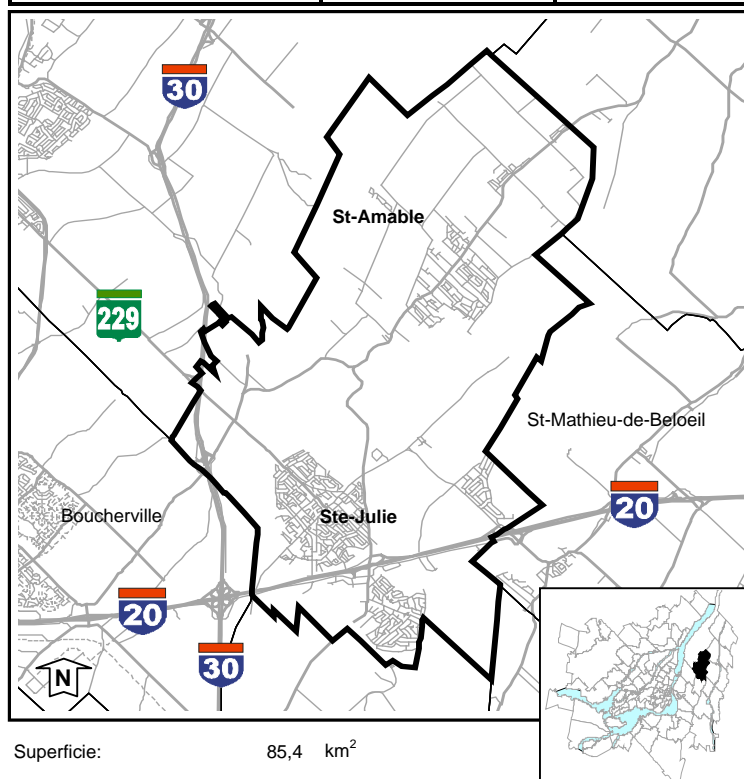 30
St-Amable
229
St-Mathieu-de-Beloeil
20
Boucherville
Ste-Julie
20
30
N
Superficie: 85,4 km²